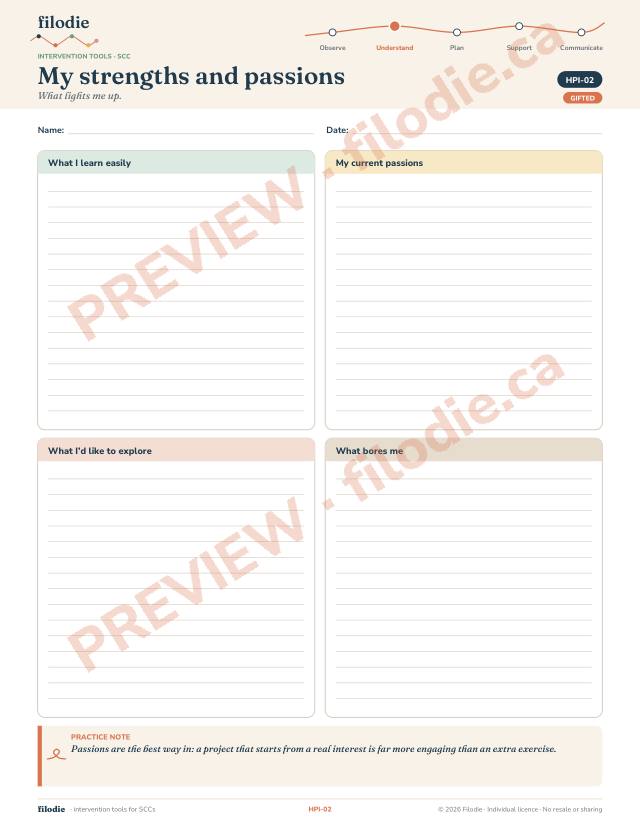 filodie
Observe Understand Plan Support Communicate
INTERVENTION TOOLS · SCC
My strengths and passions
What lights me up.
HPI-02
GIFTED
Name: Date:
What I learn easily
My current passions
What I'd like to explore
What bores me
PREVIEW · filodie.ca
PREVIEW · filodie.ca
PRACTICE NOTE
Passions are the best way in: a project that starts from a real interest is far more engaging than an extra exercise.
filodie · intervention tools for SCCs HPI-02 © 2026 Filodie · Individual licence · No resale or sharing